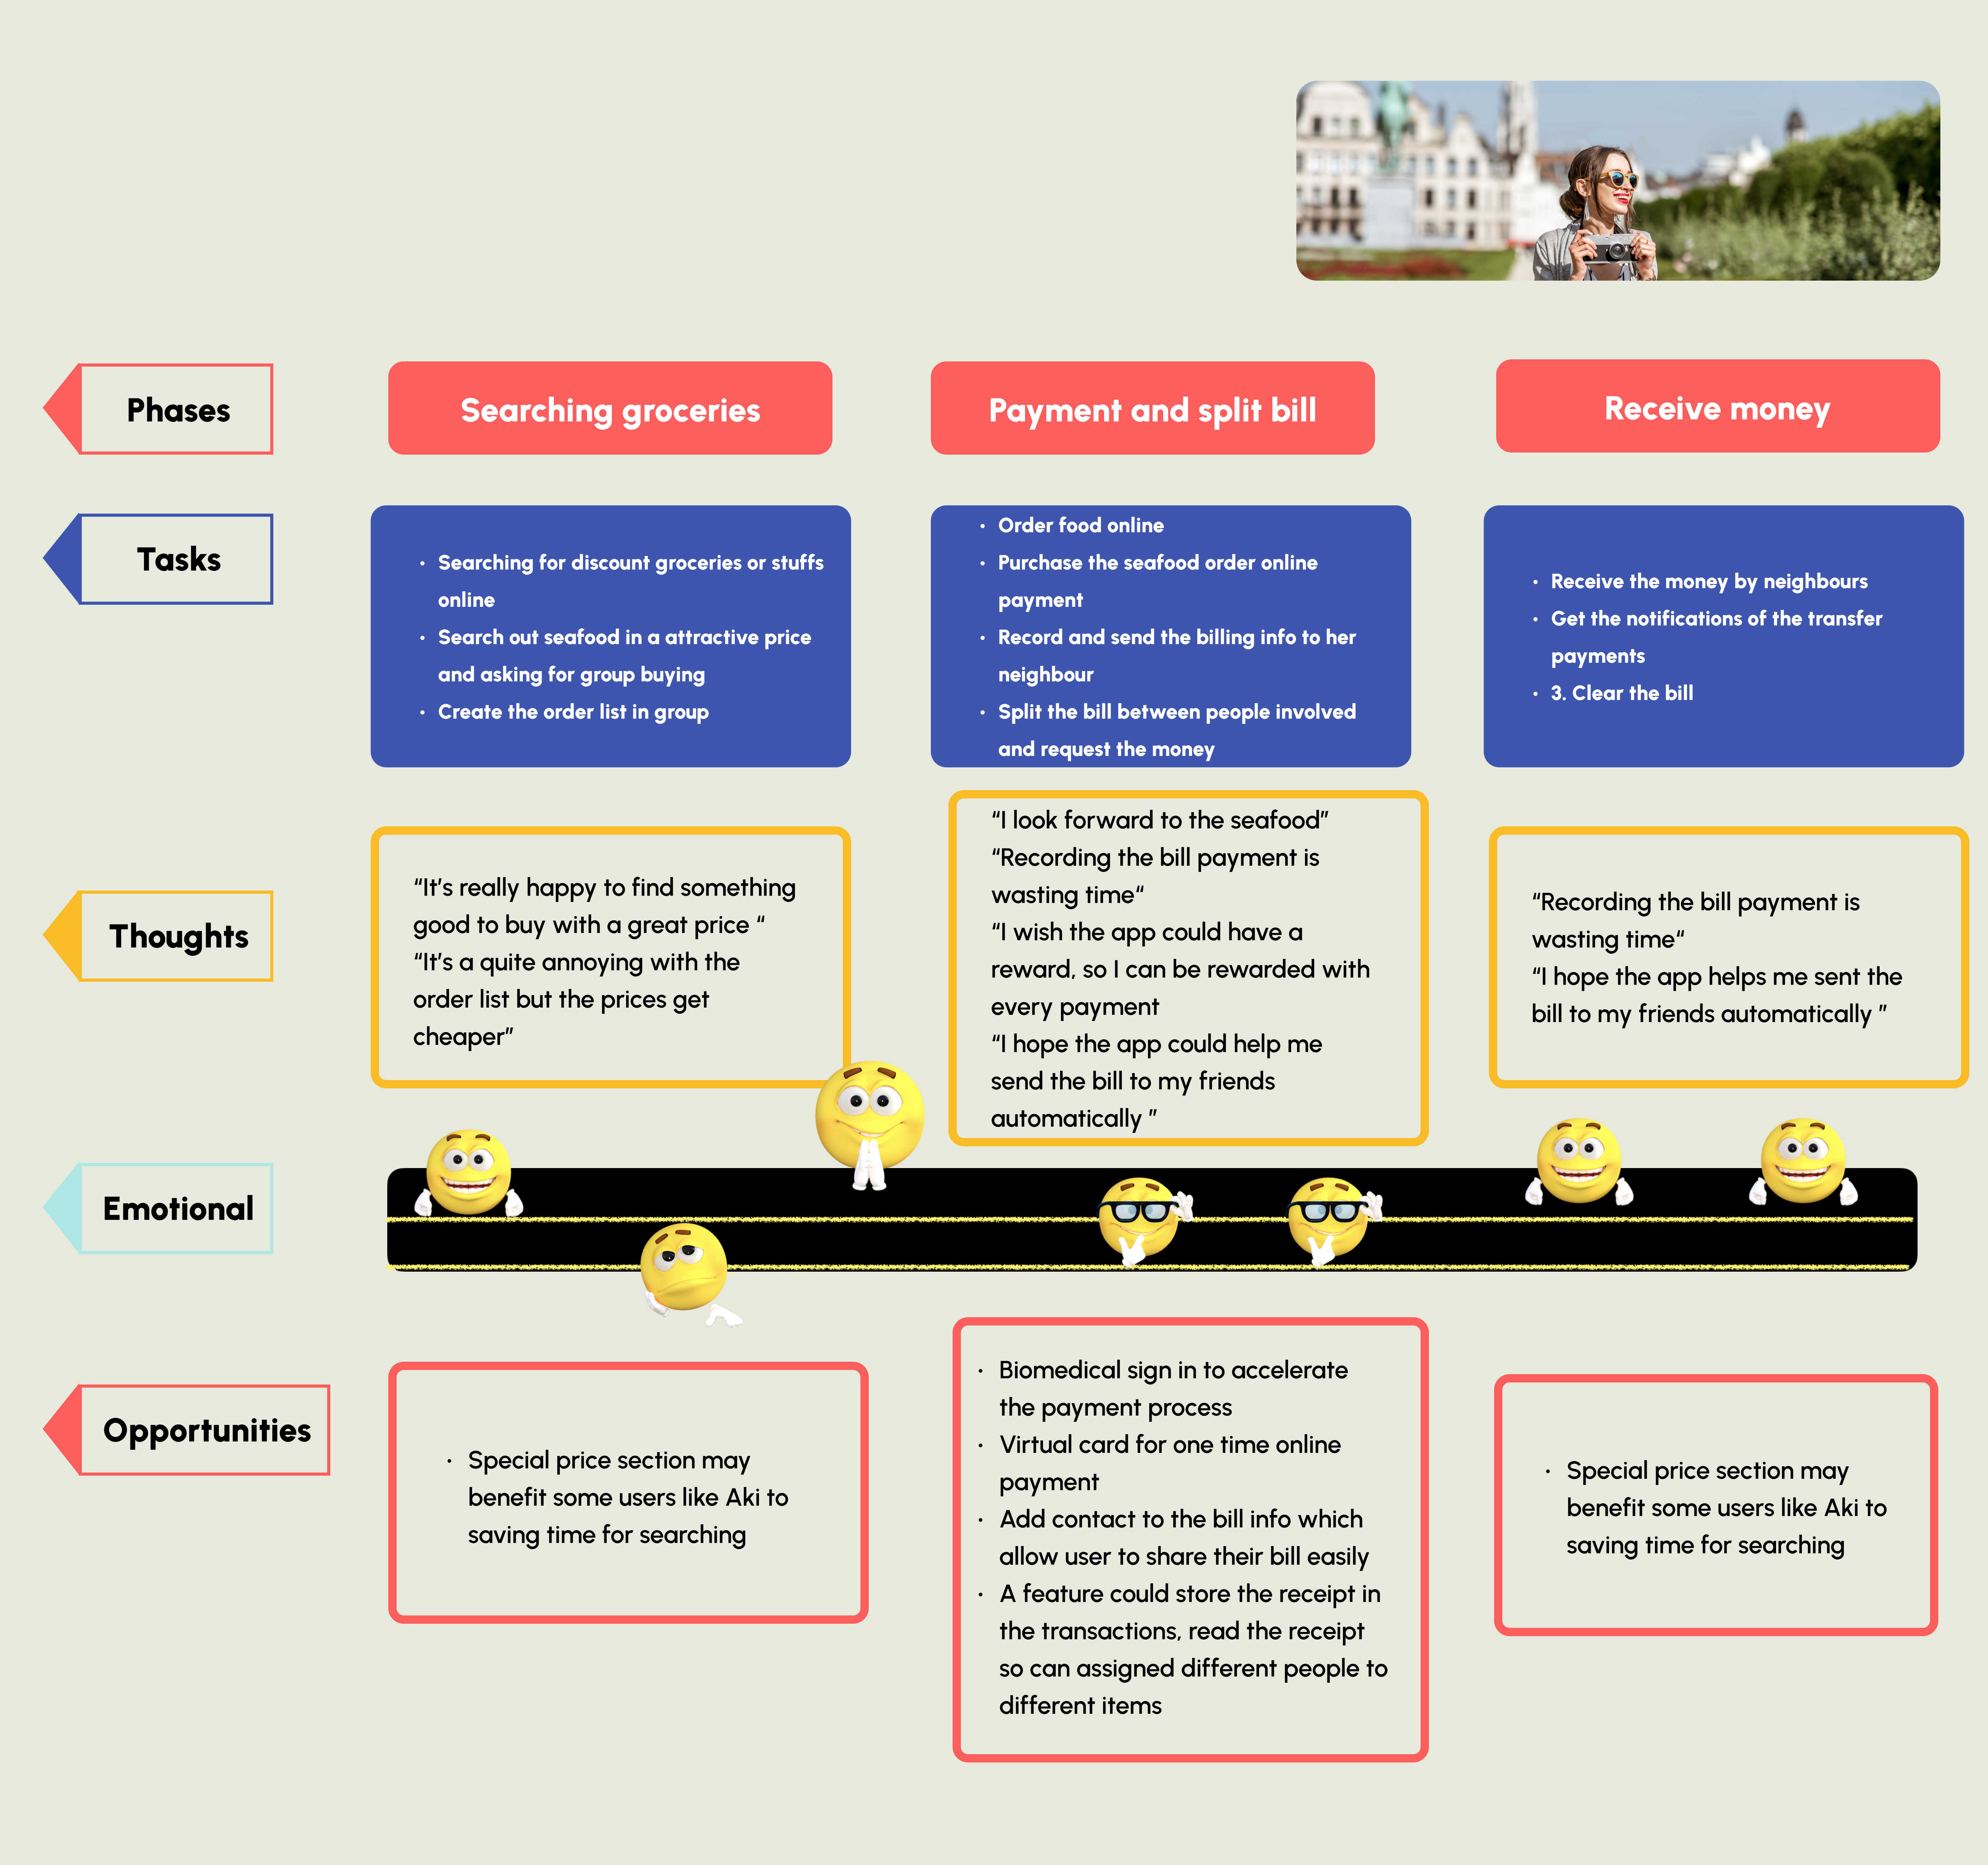 Phases
Searching groceries
Payment and split bill
Receive money
Tasks
• Searching for discount groceries or stuffs
online
• Search out seafood in a attractive price
and asking for group buying
• Create the order list in group
• Order food online
• Purchase the seafood order online
payment
• Record and send the billing info to her
neighbour
• Split the bill between people involved
and request the money
• Receive the money by neighbours
• Get the notifications of the transfer
payments
• 3. Clear the bill
Thoughts
“It’s really happy to find something
good to buy with a great price “
“It’s a quite annoying with the
order list but the prices get
cheaper”
“I look forward to the seafood”
“Recording the bill payment is
wasting time“
“I wish the app could have a
reward, so I can be rewarded with
every payment
“I hope the app could help me
send the bill to my friends
automatically ”
“Recording the bill payment is
wasting time“
“I hope the app helps me sent the
bill to my friends automatically ”
Emotional
Opportunities
• Special price section may
benefit some users like Aki to
saving time for searching
• Biomedical sign in to accelerate
the payment process
• Virtual card for one time online
payment
• Add contact to the bill info which
allow user to share their bill easily
• A feature could store the receipt in
the transactions, read the receipt
so can assigned different people to
different items
• Special price section may
benefit some users like Aki to
saving time for searching